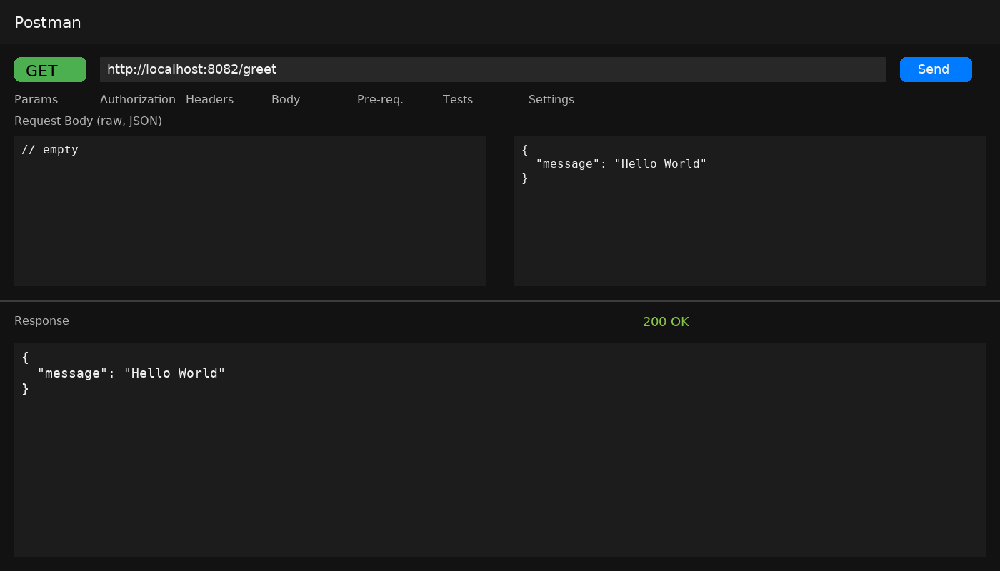 Postman
GET http://localhost:8082/greet Send
Params Authorization Headers Body Pre-req. Tests Settings
Request Body (raw, JSON)
// empty
{
  "message": "Hello World"
}
Response 200 OK
{
  "message": "Hello World"
}